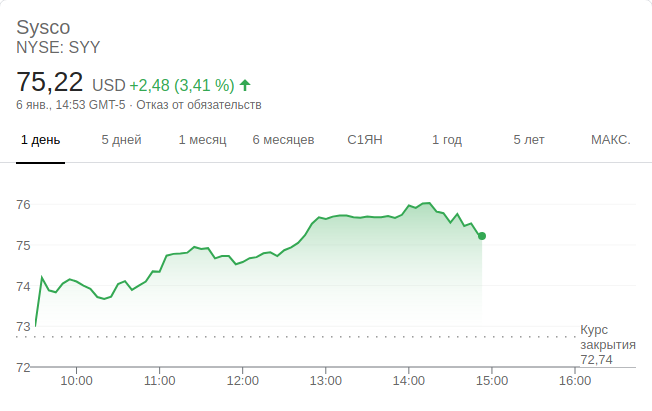 Sysco
NYSE: SYY
75,22 USD +2,48 (3,41 %)
6 янв., 14:53 GMT-5 · Отказ от обязательств
1 день 5 дней 1 месяц 6 месяцев С1ЯН 1 год 5 лет МАКС.
76
75
74
73
Курс
закрытия
72,74
72
10:00 11:00 12:00 13:00 14:00 15:00 16:00